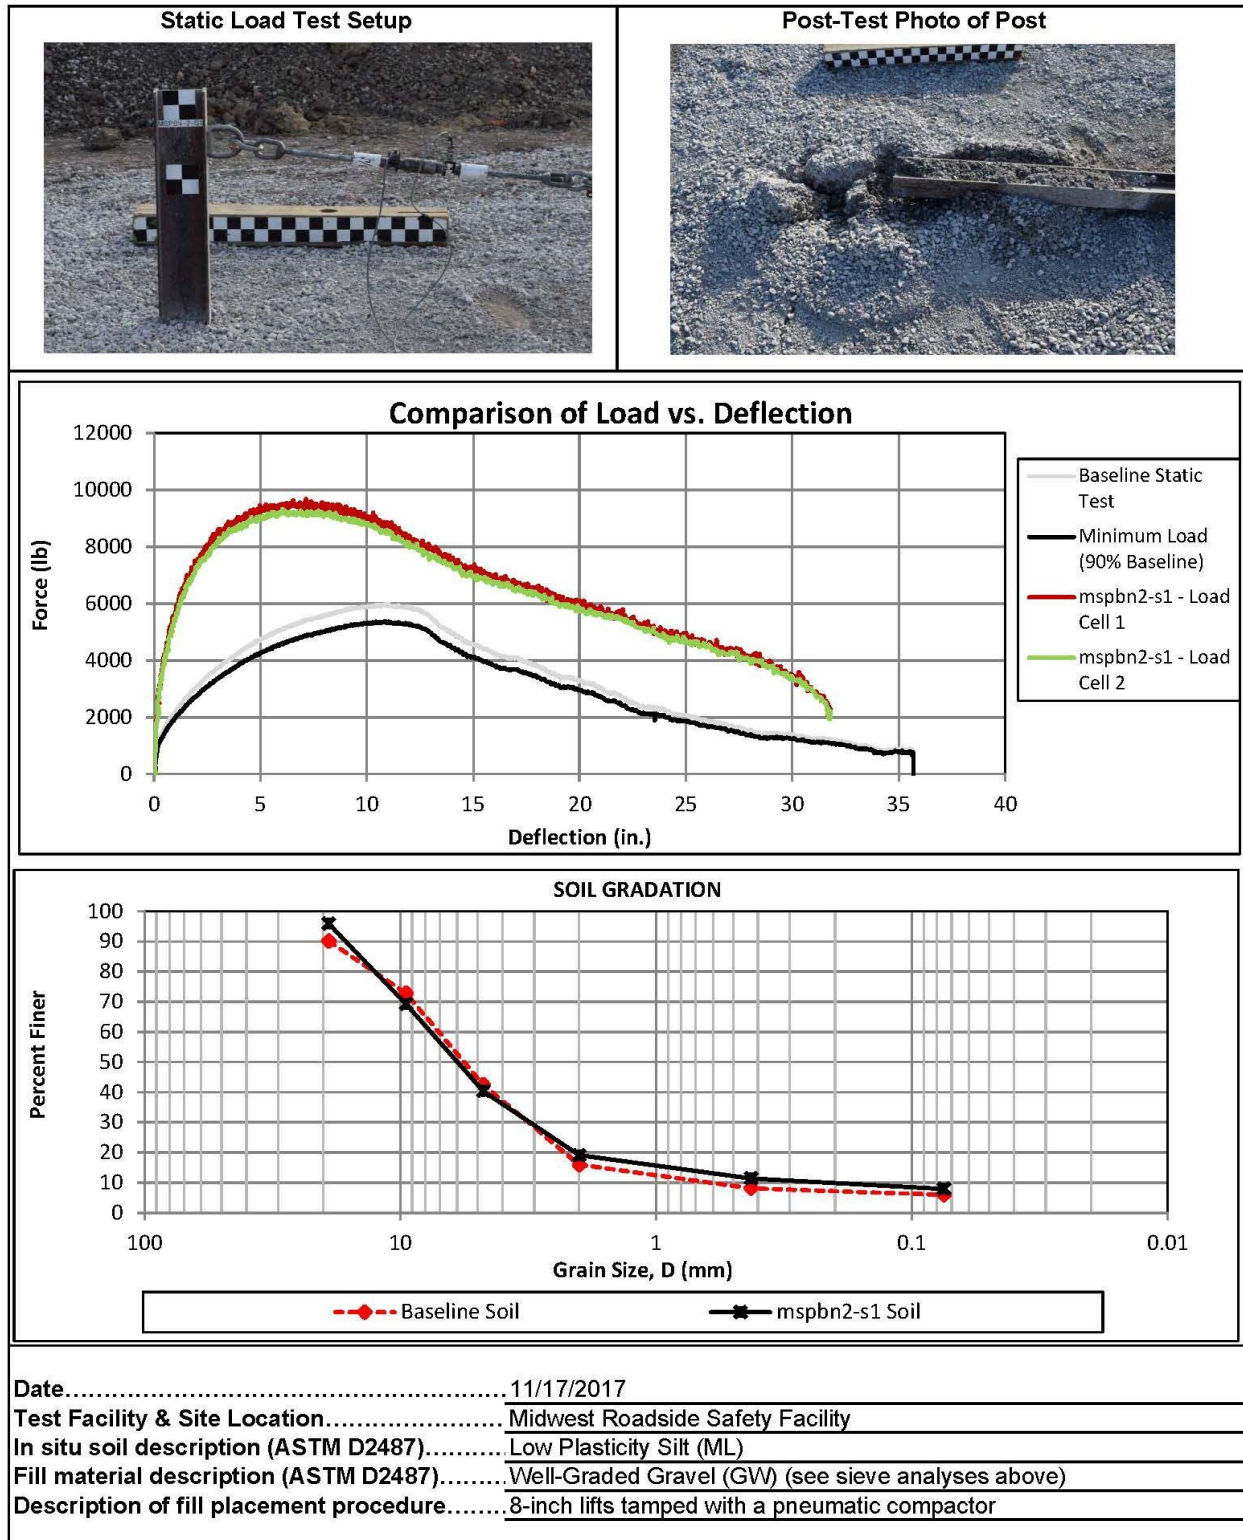 Static Load Test Setup
Post-Test Photo of Post
Comparison of Load vs. Deflection
Force (lb)
12000
10000
8000
6000
4000
2000
0
0 5 10 15 20 25 30 35 40
Deflection (in.)
Baseline Static
Test
Minimum Load
(90% Baseline)
mspbn2-s1 - Load
Cell 1
mspbn2-s1 - Load
Cell 2
SOIL GRADATION
Percent Finer
100
90
80
70
60
50
40
30
20
10
0
100 10 1 0.1 0.01
Grain Size, D (mm)
Baseline Soil mspbn2-s1 Soil
Date.................................................... 11/17/2017
Test Facility & Site Location........................ Midwest Roadside Safety Facility
In situ soil description (ASTM D2487)......... Low Plasticity Silt (ML)
Fill material description (ASTM D2487)........ Well-Graded Gravel (GW) (see sieve analyses above)
Description of fill placement procedure....... 8-inch lifts tamped with a pneumatic compactor